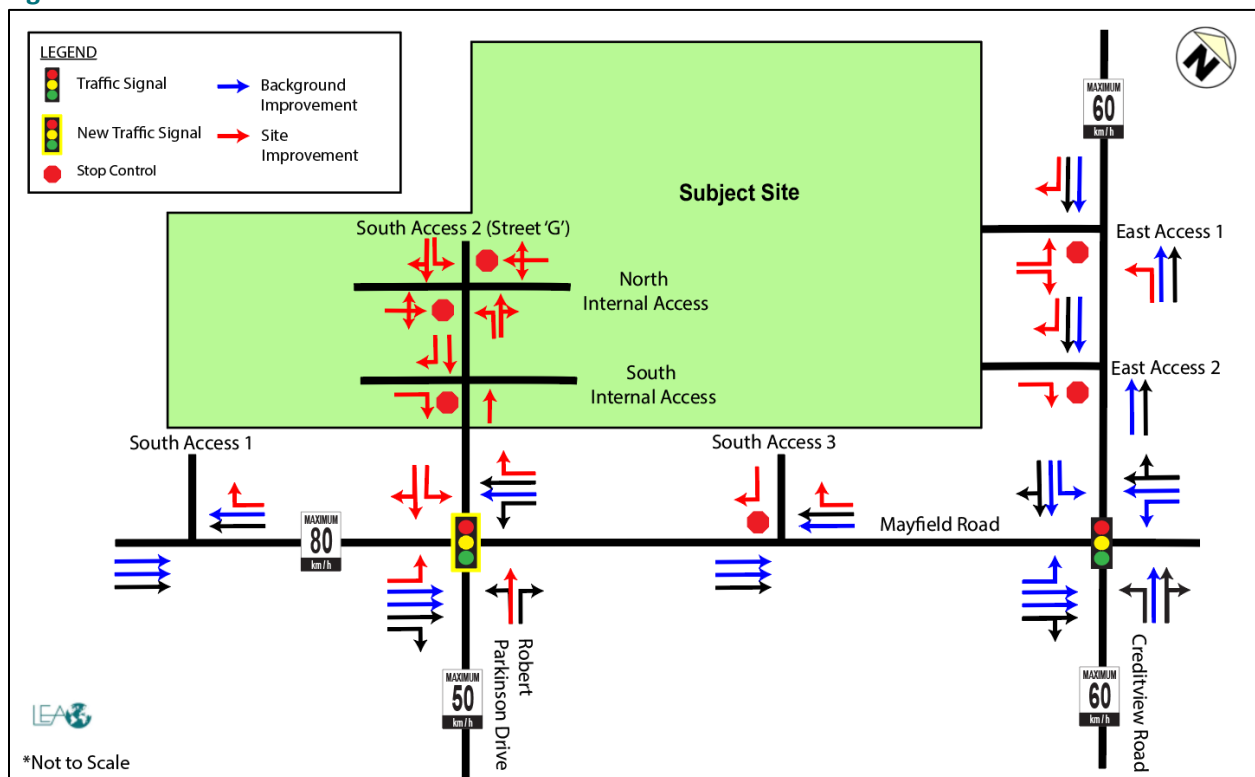 LEGEND
Traffic Signal
Background
Improvement
New Traffic Signal
Site
Improvement
Stop Control
N
MAXIMUM
60
km / h
Subject Site
South Access 2 (Street ‘G’)
East Access 1
North
Internal Access
South
Internal Access
East Access 2
South Access 1
South Access 3
Mayfield Road
MAXIMUM
80
km / h
Robert
Parkinson Drive
Creditview Road
MAXIMUM
50
km / h
MAXIMUM
60
km / h
LEA
*Not to Scale